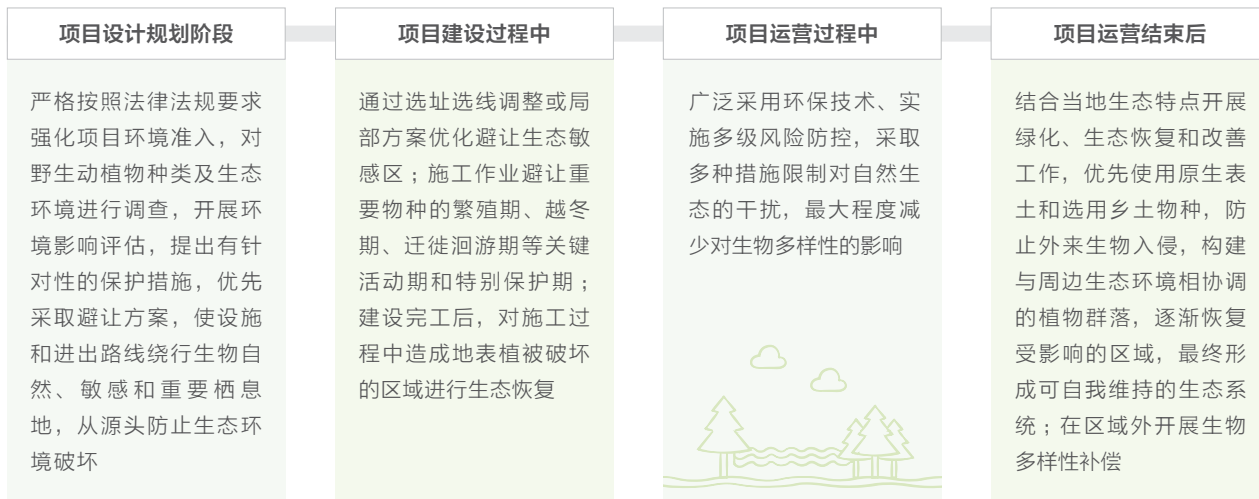 项目设计规划阶段
严格按照法律法规要求
强化项目环境准入，对
野生动植物种类及生态
环境进行调查，开展环
境影响评估，提出有针
对性的保护措施，优先
采取避让方案，使设施
和进出路线绕行生物自
然、敏感和重要栖息
地，从源头防止生态环
境破坏
项目建设过程中
通过选址选线调整或局
部方案优化避让生态敏
感区；施工作业避让重
要物种的繁殖期、越冬
期、迁徙洄游期等关键
活动期和特别保护期；
建设完工后，对施工过
程中造成地表植被破坏
的区域进行生态恢复
项目运营过程中
广泛采用环保技术、实
施多级风险防控，采取
多种措施限制对自然生
态的干扰，最大程度减
少对生物多样性的影响
项目运营结束后
结合当地生态特点开展
绿化、生态恢复和改善
工作，优先使用原生表
土和选用乡土物种，防
止外来生物入侵，构建
与周边生态环境相协调
的植物群落，逐渐恢复
受影响的区域，最终形
成可自我维持的生态系
统；在区域外开展生物
多样性补偿